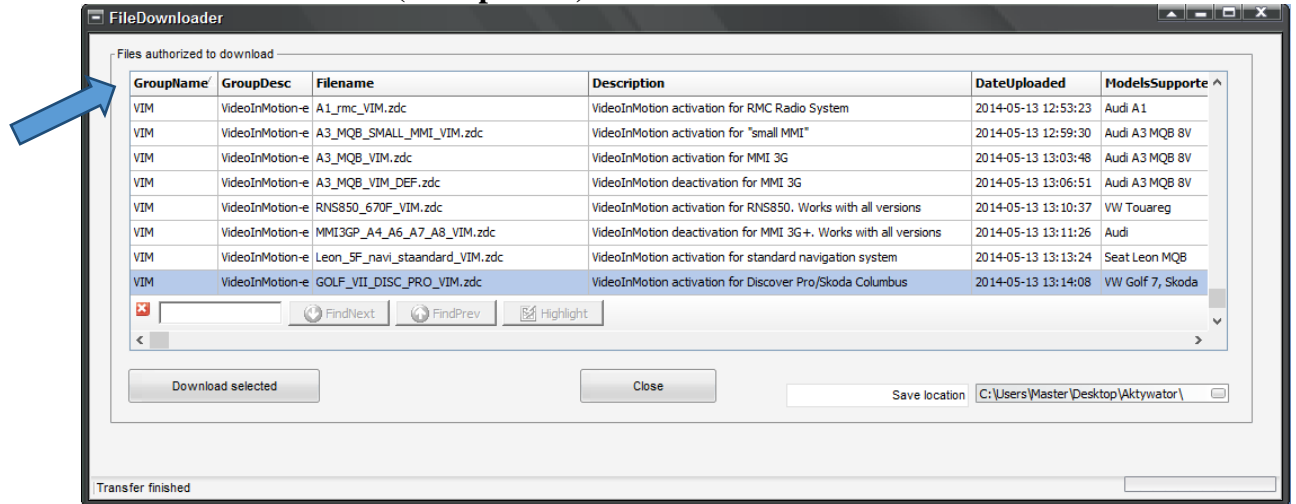 FileDownloader
Files authorized to download
GroupName GroupDesc Filename Description DateUploaded ModelsSupporte
VIM VideoInMotion-e A1_rmc_VIM.zdc VideoInMotion activation for RMC Radio System 2014-05-13 12:53:23 Audi A1
VIM VideoInMotion-e A3_MQB_SMALL_MMI_VIM.zdc VideoInMotion activation for "small MMI" 2014-05-13 12:59:30 Audi A3 MQB 8V
VIM VideoInMotion-e A3_MQB_VIM.zdc VideoInMotion activation for MMI 3G 2014-05-13 13:03:48 Audi A3 MQB 8V
VIM VideoInMotion-e A3_MQB_VIM_DEF.zdc VideoInMotion deactivation for MMI 3G 2014-05-13 13:06:51 Audi A3 MQB 8V
VIM VideoInMotion-e RNS850_670F_VIM.zdc VideoInMotion activation for RNS850. Works with all versions 2014-05-13 13:10:37 VW Touareg
VIM VideoInMotion-e MMI3GP_A4_A6_A7_A8_VIM.zdc VideoInMotion deactivation for MMI 3G+. Works with all versions 2014-05-13 13:11:26 Audi
VIM VideoInMotion-e Leon_5F_navi_staandard_VIM.zdc VideoInMotion activation for standard navigation system 2014-05-13 13:13:24 Seat Leon MQB
VIM VideoInMotion-e GOLF_VII_DISC_PRO_VIM.zdc VideoInMotion activation for Discover Pro/Skoda Columbus 2014-05-13 13:14:08 VW Golf 7, Skoda
FindNext FindPrev Highlight
Download selected Close Save location C:\Users\Master\Desktop\Aktywator\
Transfer finished